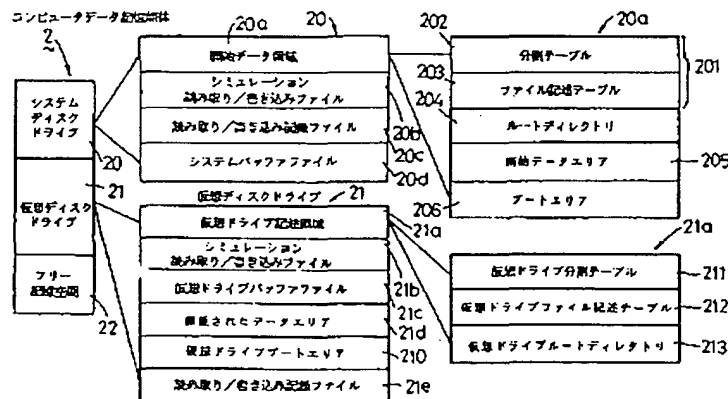 コンピュータデータ記憶媒体
2
システム
ディスク
ドライブ
20
21
仮想ディスク
ドライブ
フリー
記憶空間
22
20a
20
開始データ領域
シミュレーション
読み取り/書き込みファイル
20b
読み取り/書き込み記録ファイル
20c
システムバッファファイル
20d
仮想ディスクドライブ
21
仮想ドライブ記述領域
21a
シミュレーション
読み取り/書き込みファイル
21b
仮想ドライブバッファファイル
21c
されたデータエリア
21d
仮想ドライブブートエリア
210
読み取り/書き込み記録ファイル
21e
20a
202
分割テーブル
203
ファイル記述テーブル
201
204
ルートディレクトリ
開始データエリア
205
206
ブートエリア
21a
仮想ドライブ分割テーブル
211
仮想ドライブファイル記述テーブル
212
仮想ドライブルートディレクトリ
213